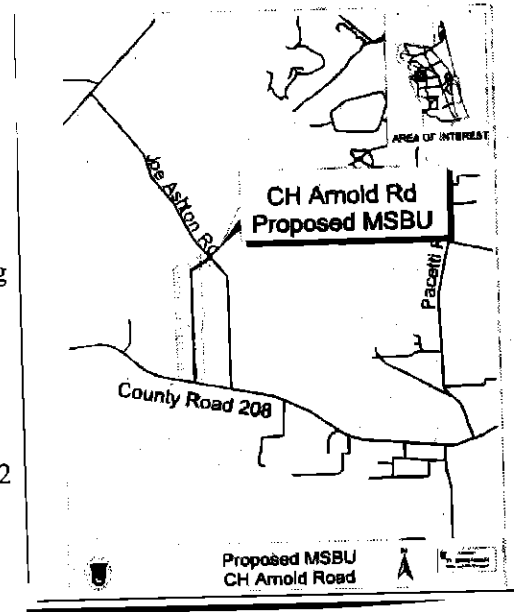 AREA OF INTEREST
Joe Ashton Rd
CH Arnold Rd
Proposed MSBU
Pacetti R
g
County Road 208
2
Proposed MSBU
CH Arnold Road
N